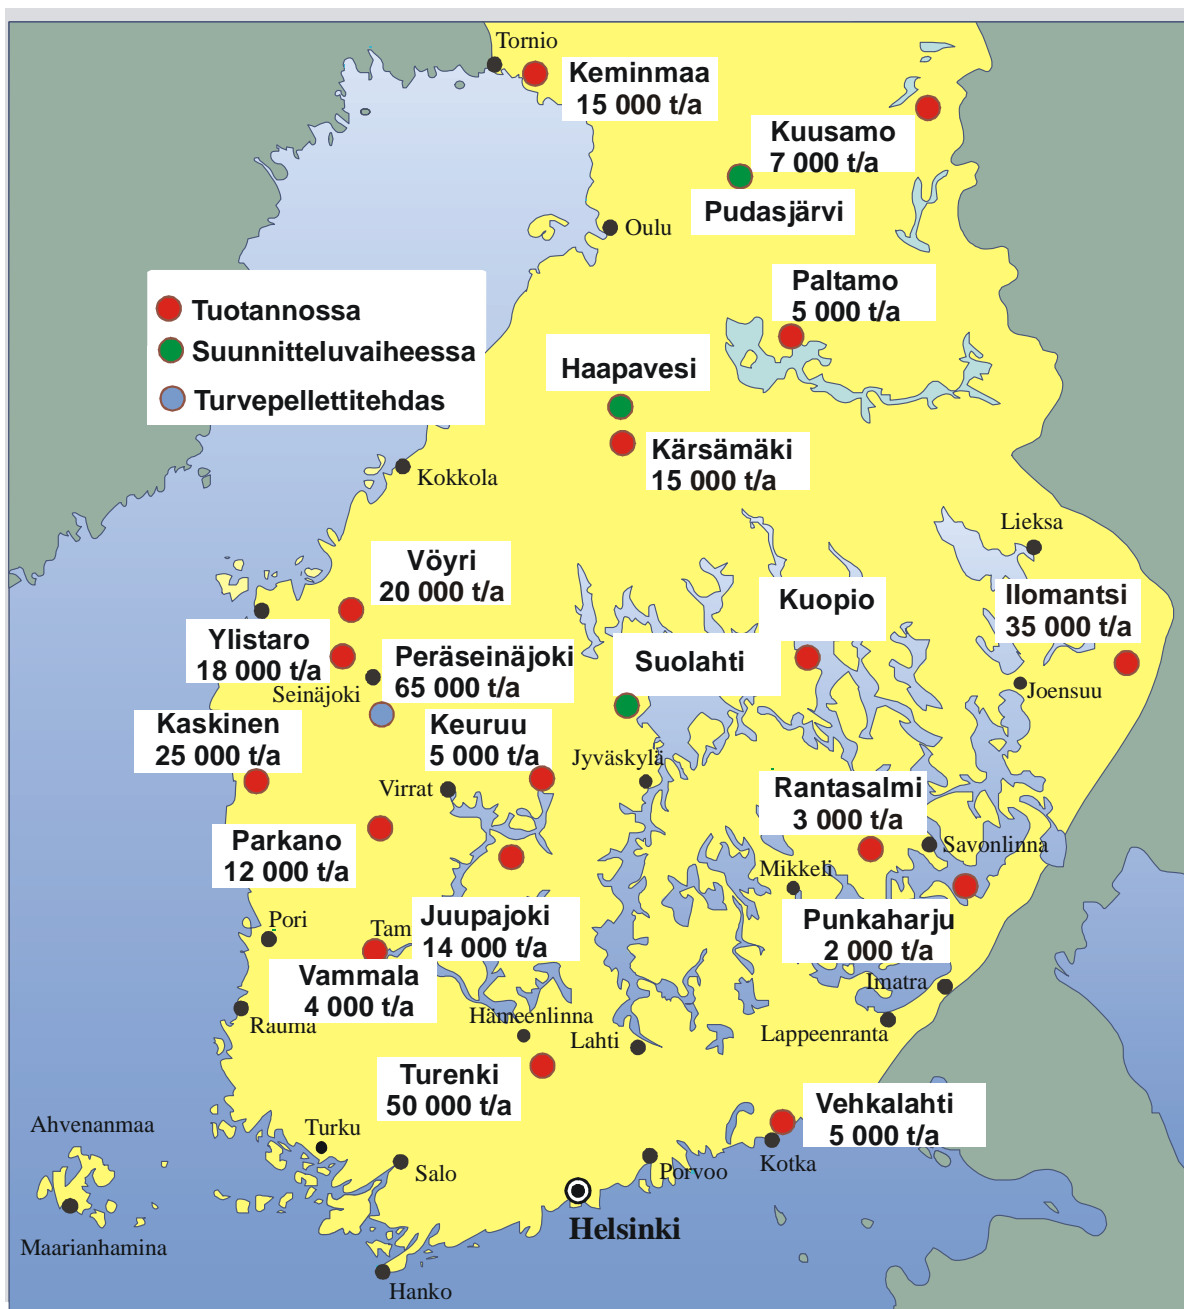 Tornio
Keminmaa
15 000 t/a
Kuusamo
7 000 t/a
Pudasjärvi
Oulu
Paltamo
5 000 t/a
Tuotannossa
Suunnitteluvaiheessa
Turvepellettitehdas
Haapavesi
Kärsämäki
15 000 t/a
Kokkola
Lieksa
Vöyri
20 000 t/a
Kuopio
Ilomantsi
35 000 t/a
Ylistaro
18 000 t/a
Peräseinäjoki
65 000 t/a
Suolahti
Seinäjoki
Joensuu
Kaskinen
25 000 t/a
Keuruu
5 000 t/a
Jyväskylä
Virrat
Rantasalmi
3 000 t/a
Parkano
12 000 t/a
Savonlinna
Mikkeli
Juupajoki
14 000 t/a
Punkaharju
2 000 t/a
Pori
Tam
Vammala
4 000 t/a
Imatra
Rauma
Hämeenlinna
Lahti
Lappeenranta
Turenki
50 000 t/a
Vehkalahti
5 000 t/a
Ahvenanmaa
Turku
Salo
Porvoo
Kotka
Helsinki
Maarianhamina
Hanko